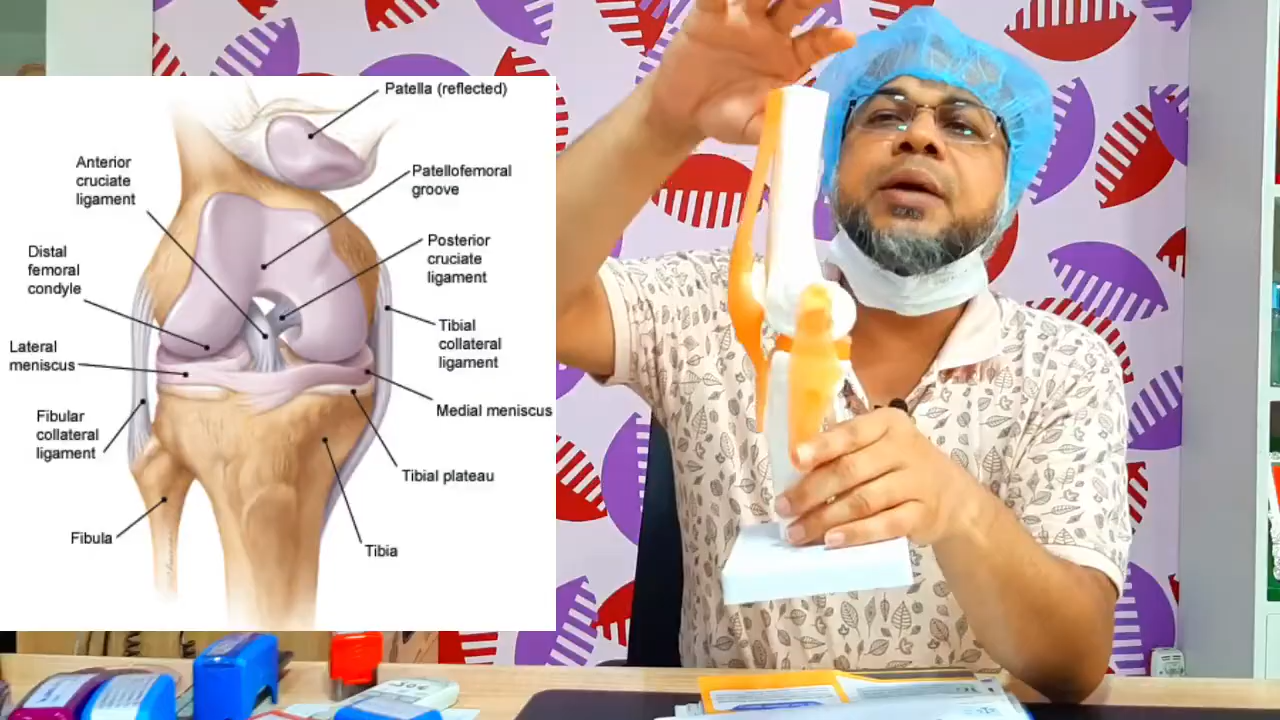 Patella (reflected)
Anterior
cruciate
ligament
Patellofemoral
groove
Distal
femoral
condyle
Posterior
cruciate
ligament
Tibial
collateral
ligament
Lateral
meniscus
Medial meniscus
Fibular
collateral
ligament
Tibial plateau
Fibula
Tibia